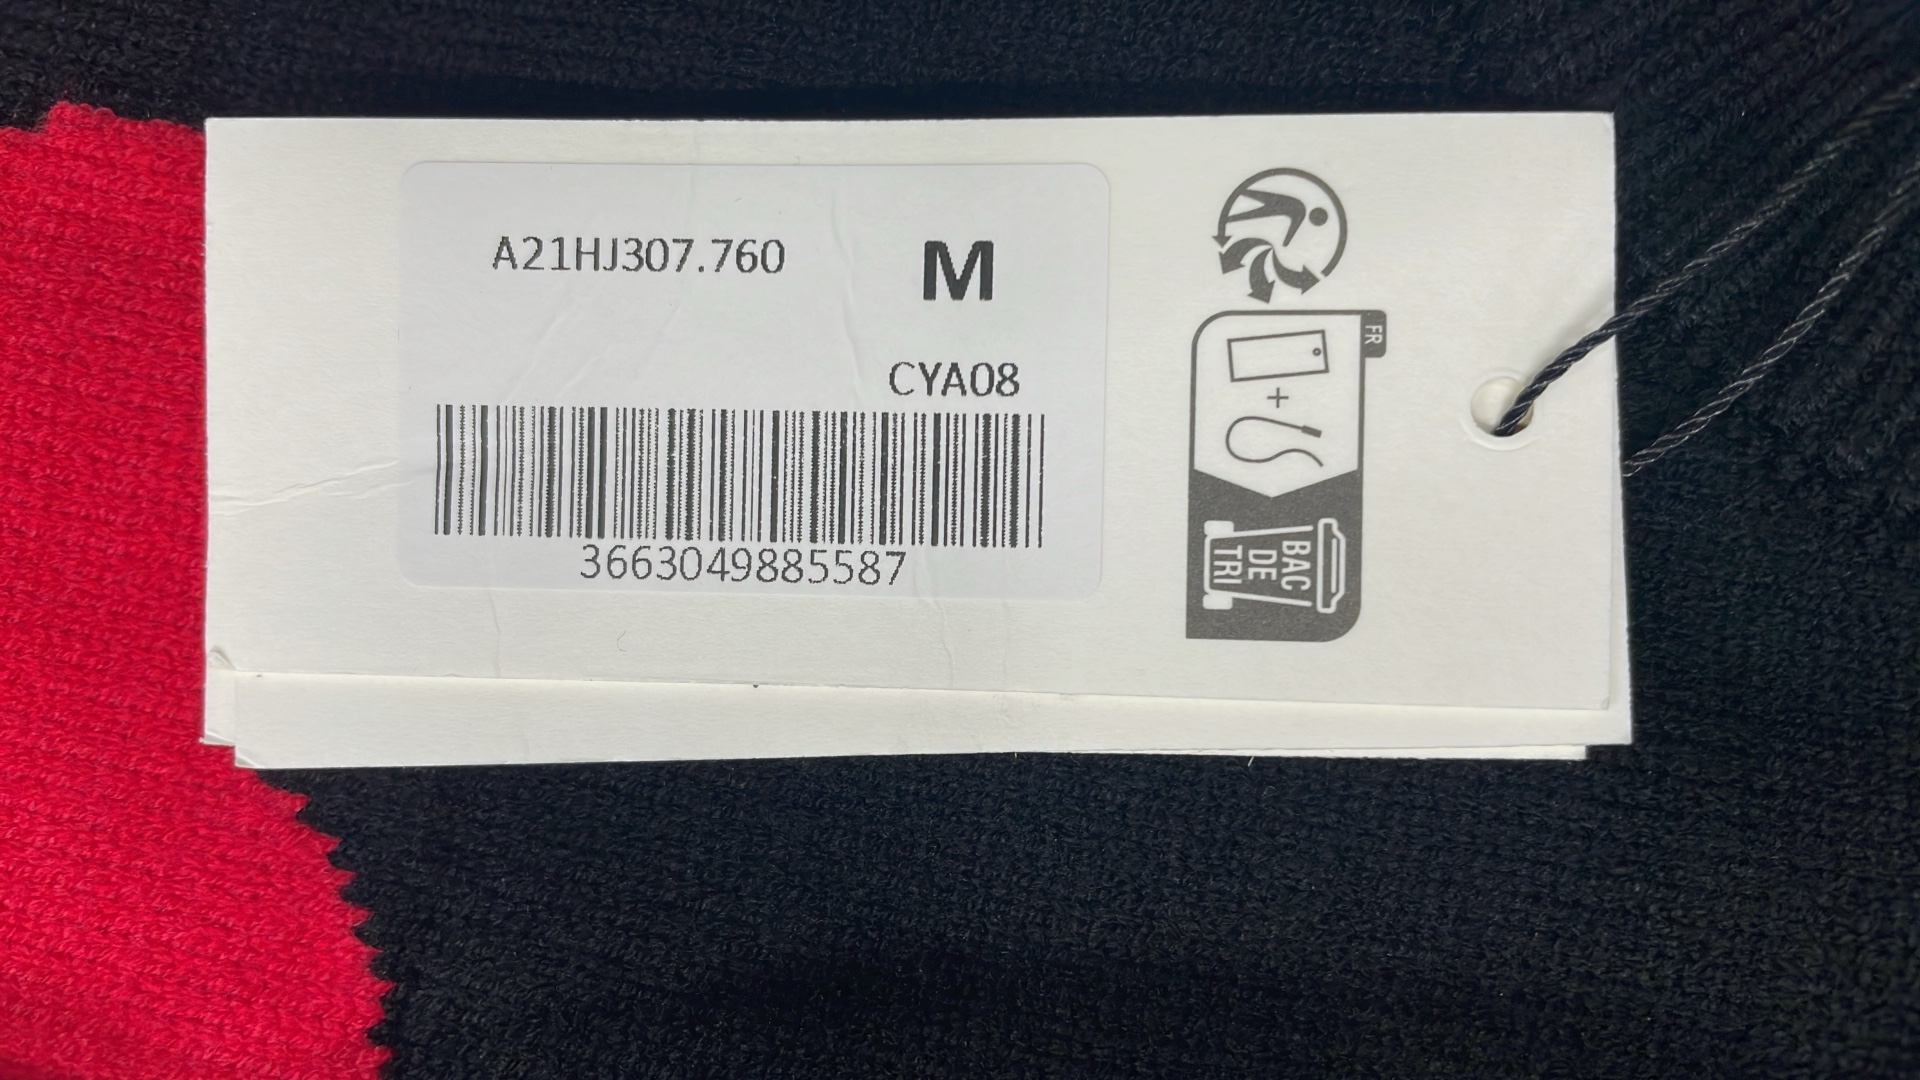 A21HJ307.760
M
CYA08
3663049885587
FR
BAC
DE
TRI